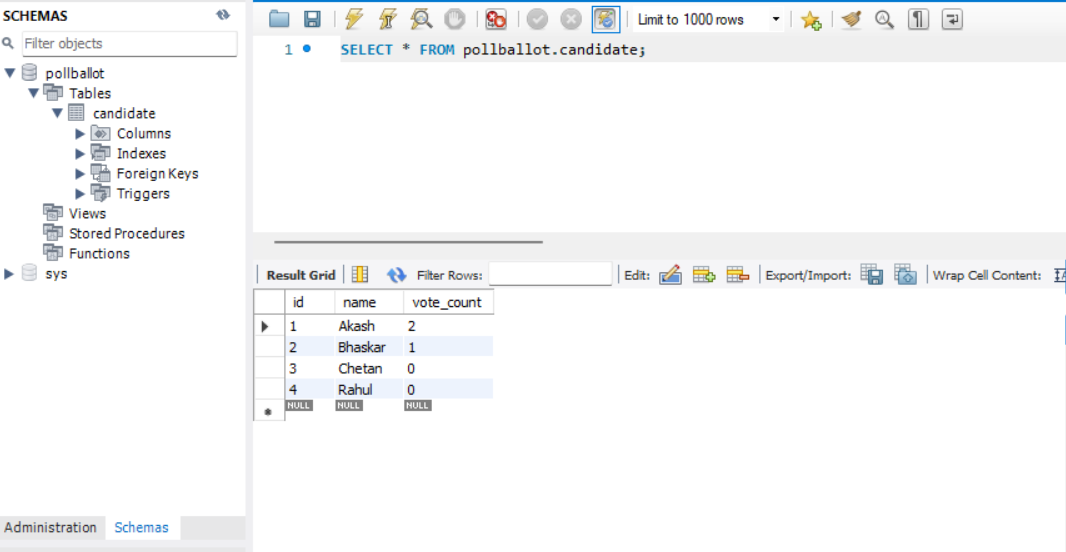 SCHEMAS
Filter objects
pollballot
Tables
candidate
Columns
Indexes
Foreign Keys
Triggers
Views
Stored Procedures
Functions
sys
Administration Schemas
Limit to 1000 rows
1 SELECT * FROM pollballot.candidate;
Result Grid Filter Rows: Edit: Export/Import: Wrap Cell Content:
id name vote_count
1 Akash 2
2 Bhaskar 1
3 Chetan 0
4 Rahul 0
NULL NULL NULL